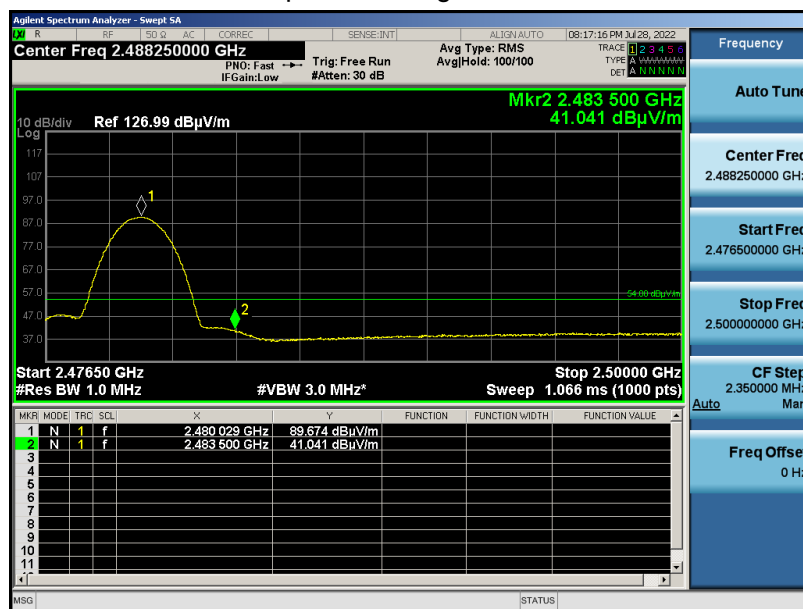 Agilent Spectrum Analyzer - Swept SA
R RF 50 Ω AC CORREC SENSE:INT ALIGN AUTO 08:17:16 PM Jul 28, 2022
Center Freq 2.488250000 GHz
PNO: Fast
IFGain:Low
Trig: Free Run
#Atten: 30 dB
Avg Type: RMS
Avg|Hold: 100/100
TRACE 1 2 3 4 5 6
TYPE A
DET A N N N N N
Mkr2 2.483 500 GHz
41.041 dBµV/m
10 dB/div Ref 126.99 dBµV/m
Log
117
107
97.0
87.0
77.0
67.0
57.0
47.0
37.0
1
2
54.00 dBµV/m
Start 2.47650 GHz Stop 2.50000 GHz
#Res BW 1.0 MHz #VBW 3.0 MHz* Sweep 1.066 ms (1000 pts)
MKR MODE TRC SCL X Y FUNCTION FUNCTION WIDTH FUNCTION VALUE
1 N 1 f 2.480 029 GHz 89.674 dBµV/m
2 N 1 f 2.483 500 GHz 41.041 dBµV/m
3
4
5
6
7
8
9
10
11
MSG STATUS
Frequency
Auto Tune
Center Freq
2.488250000 GHz
Start Freq
2.476500000 GHz
Stop Freq
2.500000000 GHz
CF Step
2.350000 MHz
Auto Man
Freq Offset
0 Hz